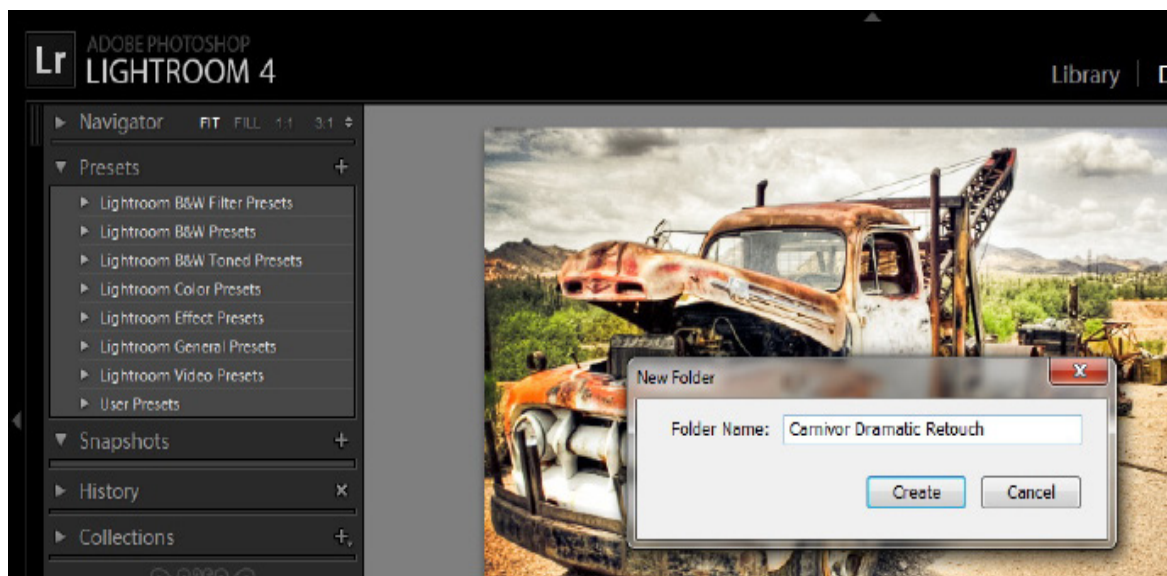 Lr
ADOBE PHOTOSHOP
LIGHTROOM 4
Library
Navigator FIT FILL 1:1 3:1
Presets
Lightroom B&W Filter Presets
Lightroom B&W Presets
Lightroom B&W Toned Presets
Lightroom Color Presets
Lightroom Effect Presets
Lightroom General Presets
Lightroom Video Presets
User Presets
Snapshots
History
Collections
New Folder
Folder Name: Carnivor Dramatic Retouch
Create Cancel